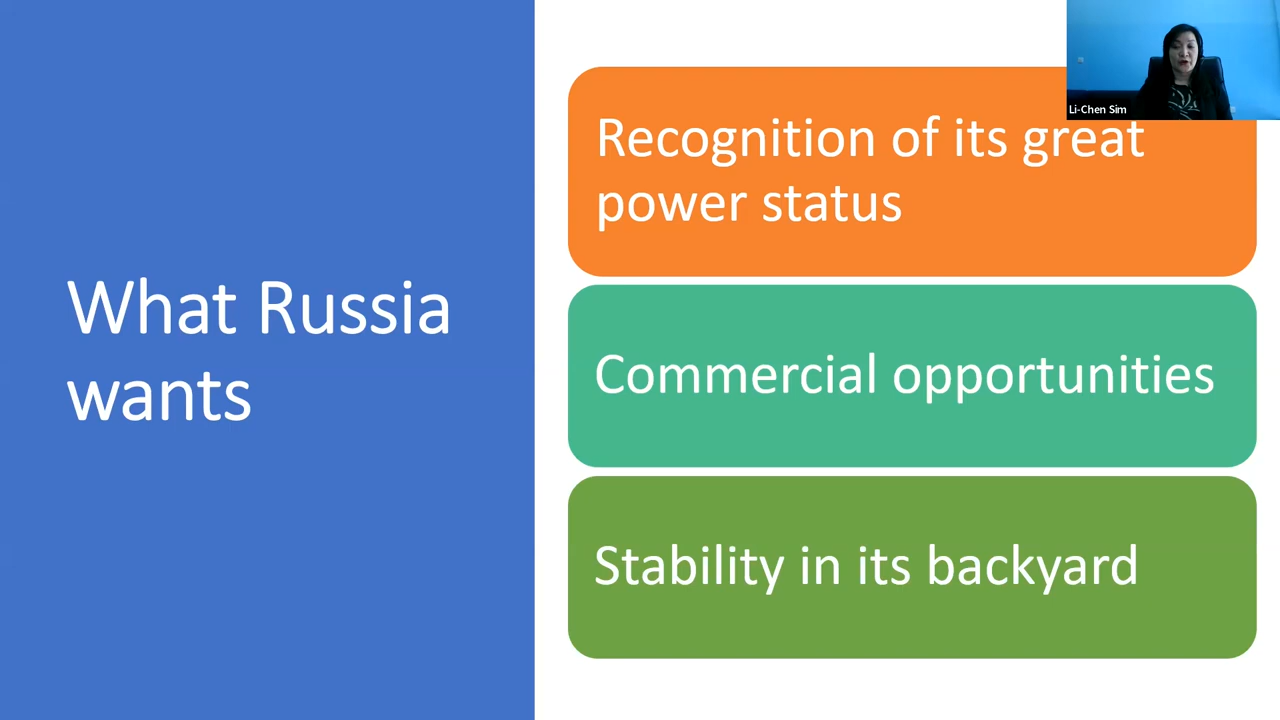 What Russia
wants
Recognition of its great
power status
Commercial opportunities
Stability in its backyard
Li-Chen Sim